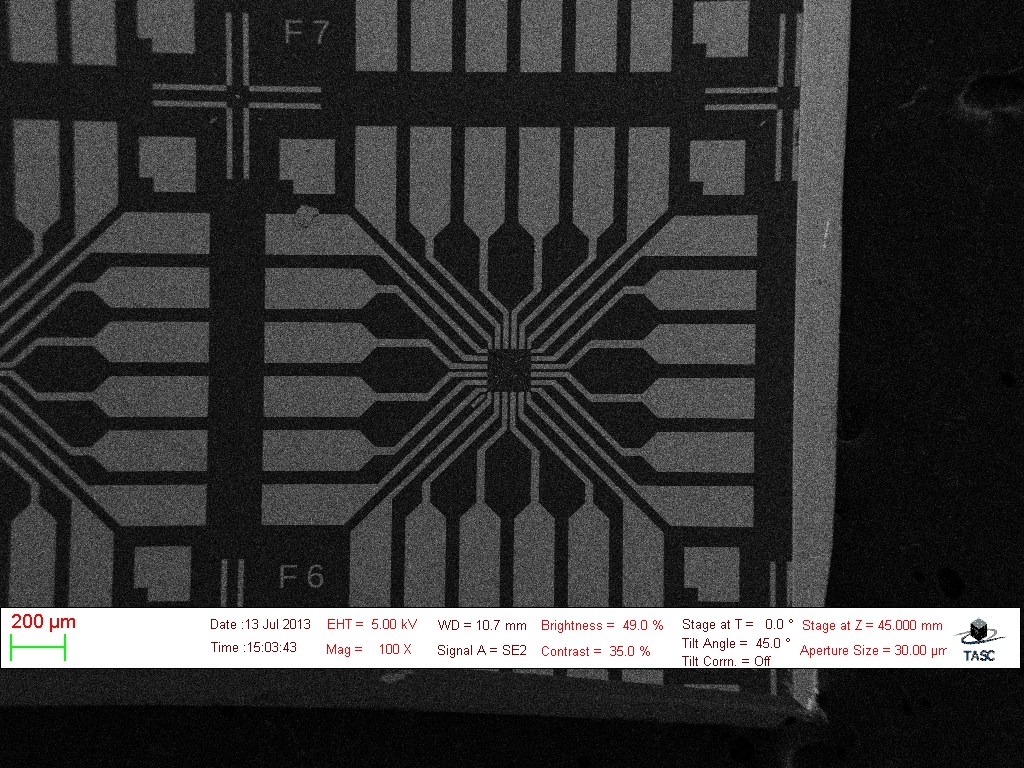 F7
F6
200 µm
Date :13 Jul 2013 EHT = 5.00 kV WD = 10.7 mm Brightness = 49.0 % Stage at T = 0.0 ° Stage at Z = 45.000 mm
Time :15:03:43 Mag = 100 X Signal A = SE2 Contrast = 35.0 % Tilt Angle = 45.0 ° Aperture Size = 30.00 µm
Tilt Corrn. = Off
TASC